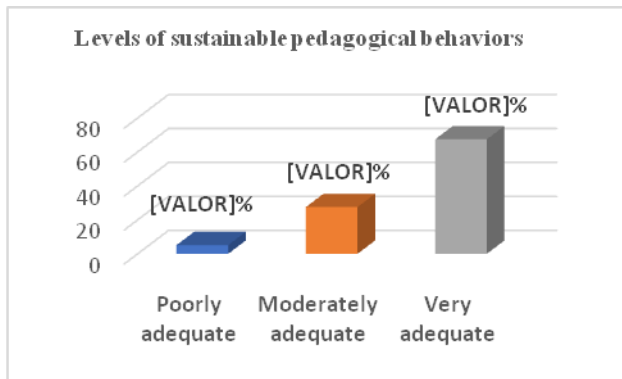 Levels of sustainable pedagogical behaviors
[VALOR]%
[VALOR]%
[VALOR]%
80
60
40
20
0
Poorly adequate
Moderately adequate
Very adequate